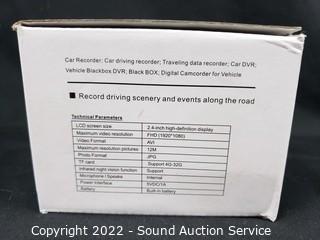 Car Recorder; Car driving recorder; Traveling data recorder; Car DVR;
Vehicle Blackbox DVR; Black BOX; Digital Camcorder for Vehicle
■ Record driving scenery and events along the road
Technical Parameters
LCD screen size 2.4-inch high-definition display
Maximum video resolution FHD (1920*1080)
Video Format AVI
Maximum resolution pictures 12M
Photo Format JPG
TF card Support 4G-32G
Infrared night vision function Support
Microphone / Speaks Internal
Power Interface 5VDC/1A
Battery Built-in battery
Copyright 2022 - Sound Auction Service